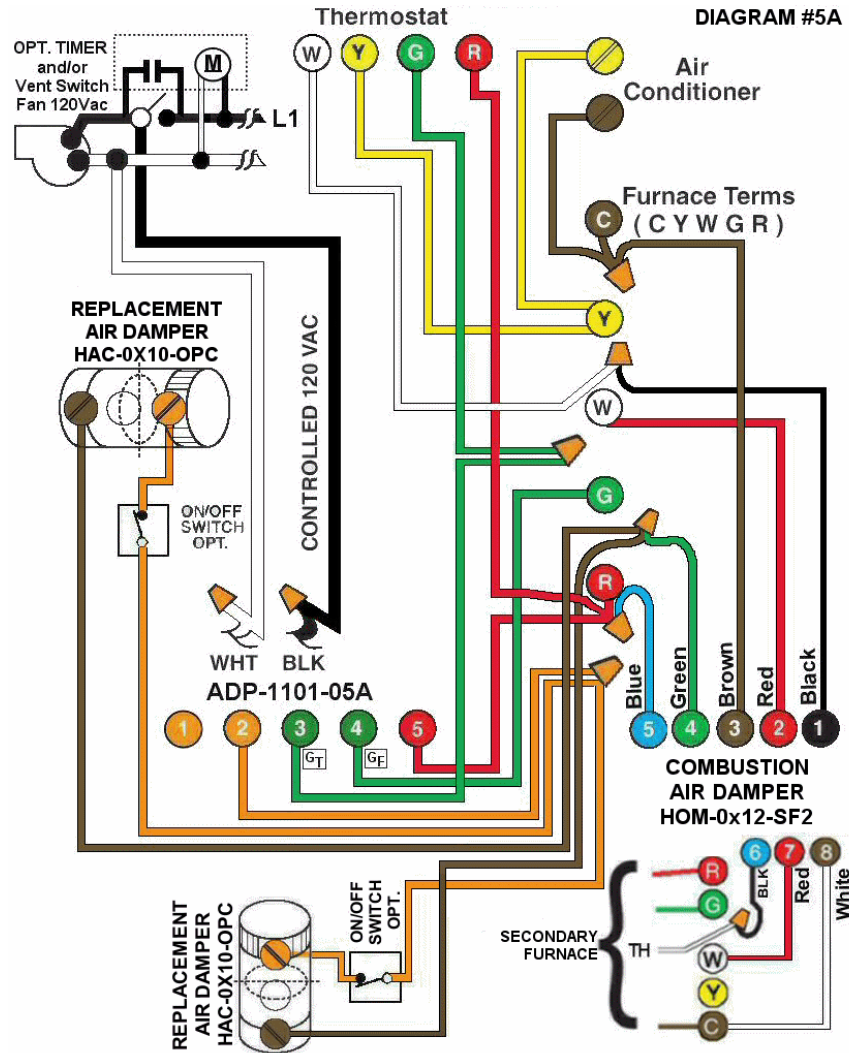 Thermostat
DIAGRAM #5A
OPT. TIMER
and/or
Vent Switch
Fan 120Vac
M
L1
W
Y
G
R
Air
Conditioner
Furnace Terms
( C Y W G R )
C
Y
W
G
R
REPLACEMENT
AIR DAMPER
HAC-0X10-OPC
CONTROLLED 120 VAC
ON/OFF
SWITCH
OPT.
WHT
BLK
ADP-1101-05A
1
2
3
4
5
GT
GF
Blue
Green
Brown
Red
Black
5
4
3
2
1
COMBUSTION
AIR DAMPER
HOM-0x12-SF2
6
7
8
BLK
Red
White
SECONDARY
FURNACE
R
G
TH
W
Y
C
REPLACEMENT
AIR DAMPER
HAC-0X10-OPC
ON/OFF
SWITCH
OPT.